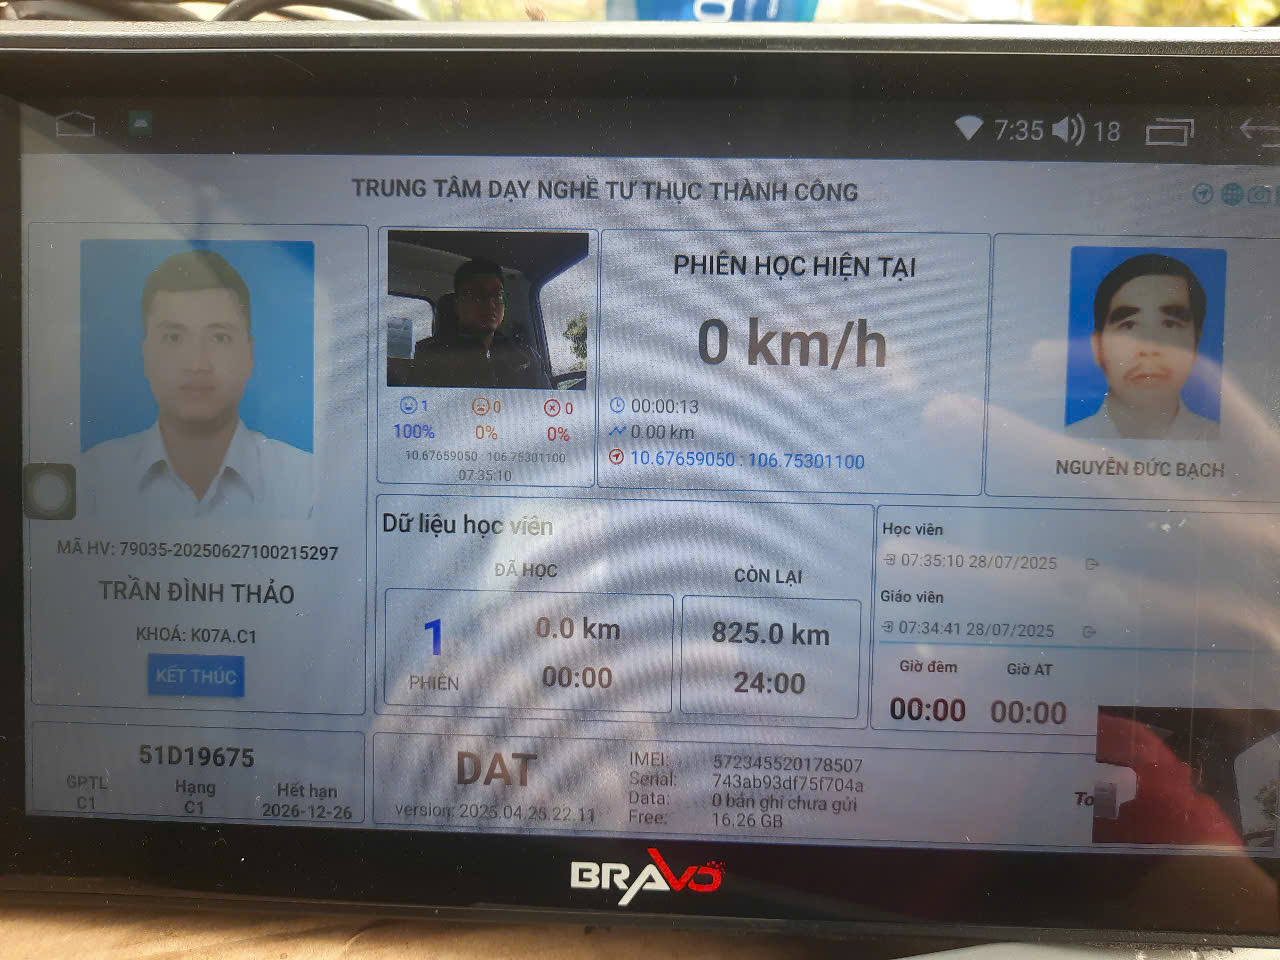 7:35 18
TRUNG TÂM DẠY NGHỀ TƯ THỤC THÀNH CÔNG
MÃ HV: 79035-20250627100215297
TRẦN ĐÌNH THẢO
KHOÁ: K07A.C1
KẾT THÚC
1 0 0
100% 0% 0%
10.67659050 : 106.75301100
07:35:10
PHIÊN HỌC HIỆN TẠI
0 km/h
00:00:13
0.00 km
10.67659050 : 106.75301100
NGUYỄN ĐỨC BẠCH
Dữ liệu học viên
ĐÃ HỌC
CÒN LẠI
1
PHIÊN
0.0 km
00:00
825.0 km
24:00
Học viên
07:35:10 28/07/2025
Giáo viên
07:34:41 28/07/2025
Giờ đêm Giờ AT
00:00 00:00
51D19675
GPTL Hạng Hết hạn
C1 C1 2026-12-26
DAT
version: 2025.04.25.22.11
IMEI: 572345520178507
Serial: 743ab93df75f704a
Data: 0 bản ghi chưa gửi
Free: 16.26 GB
BRAVO